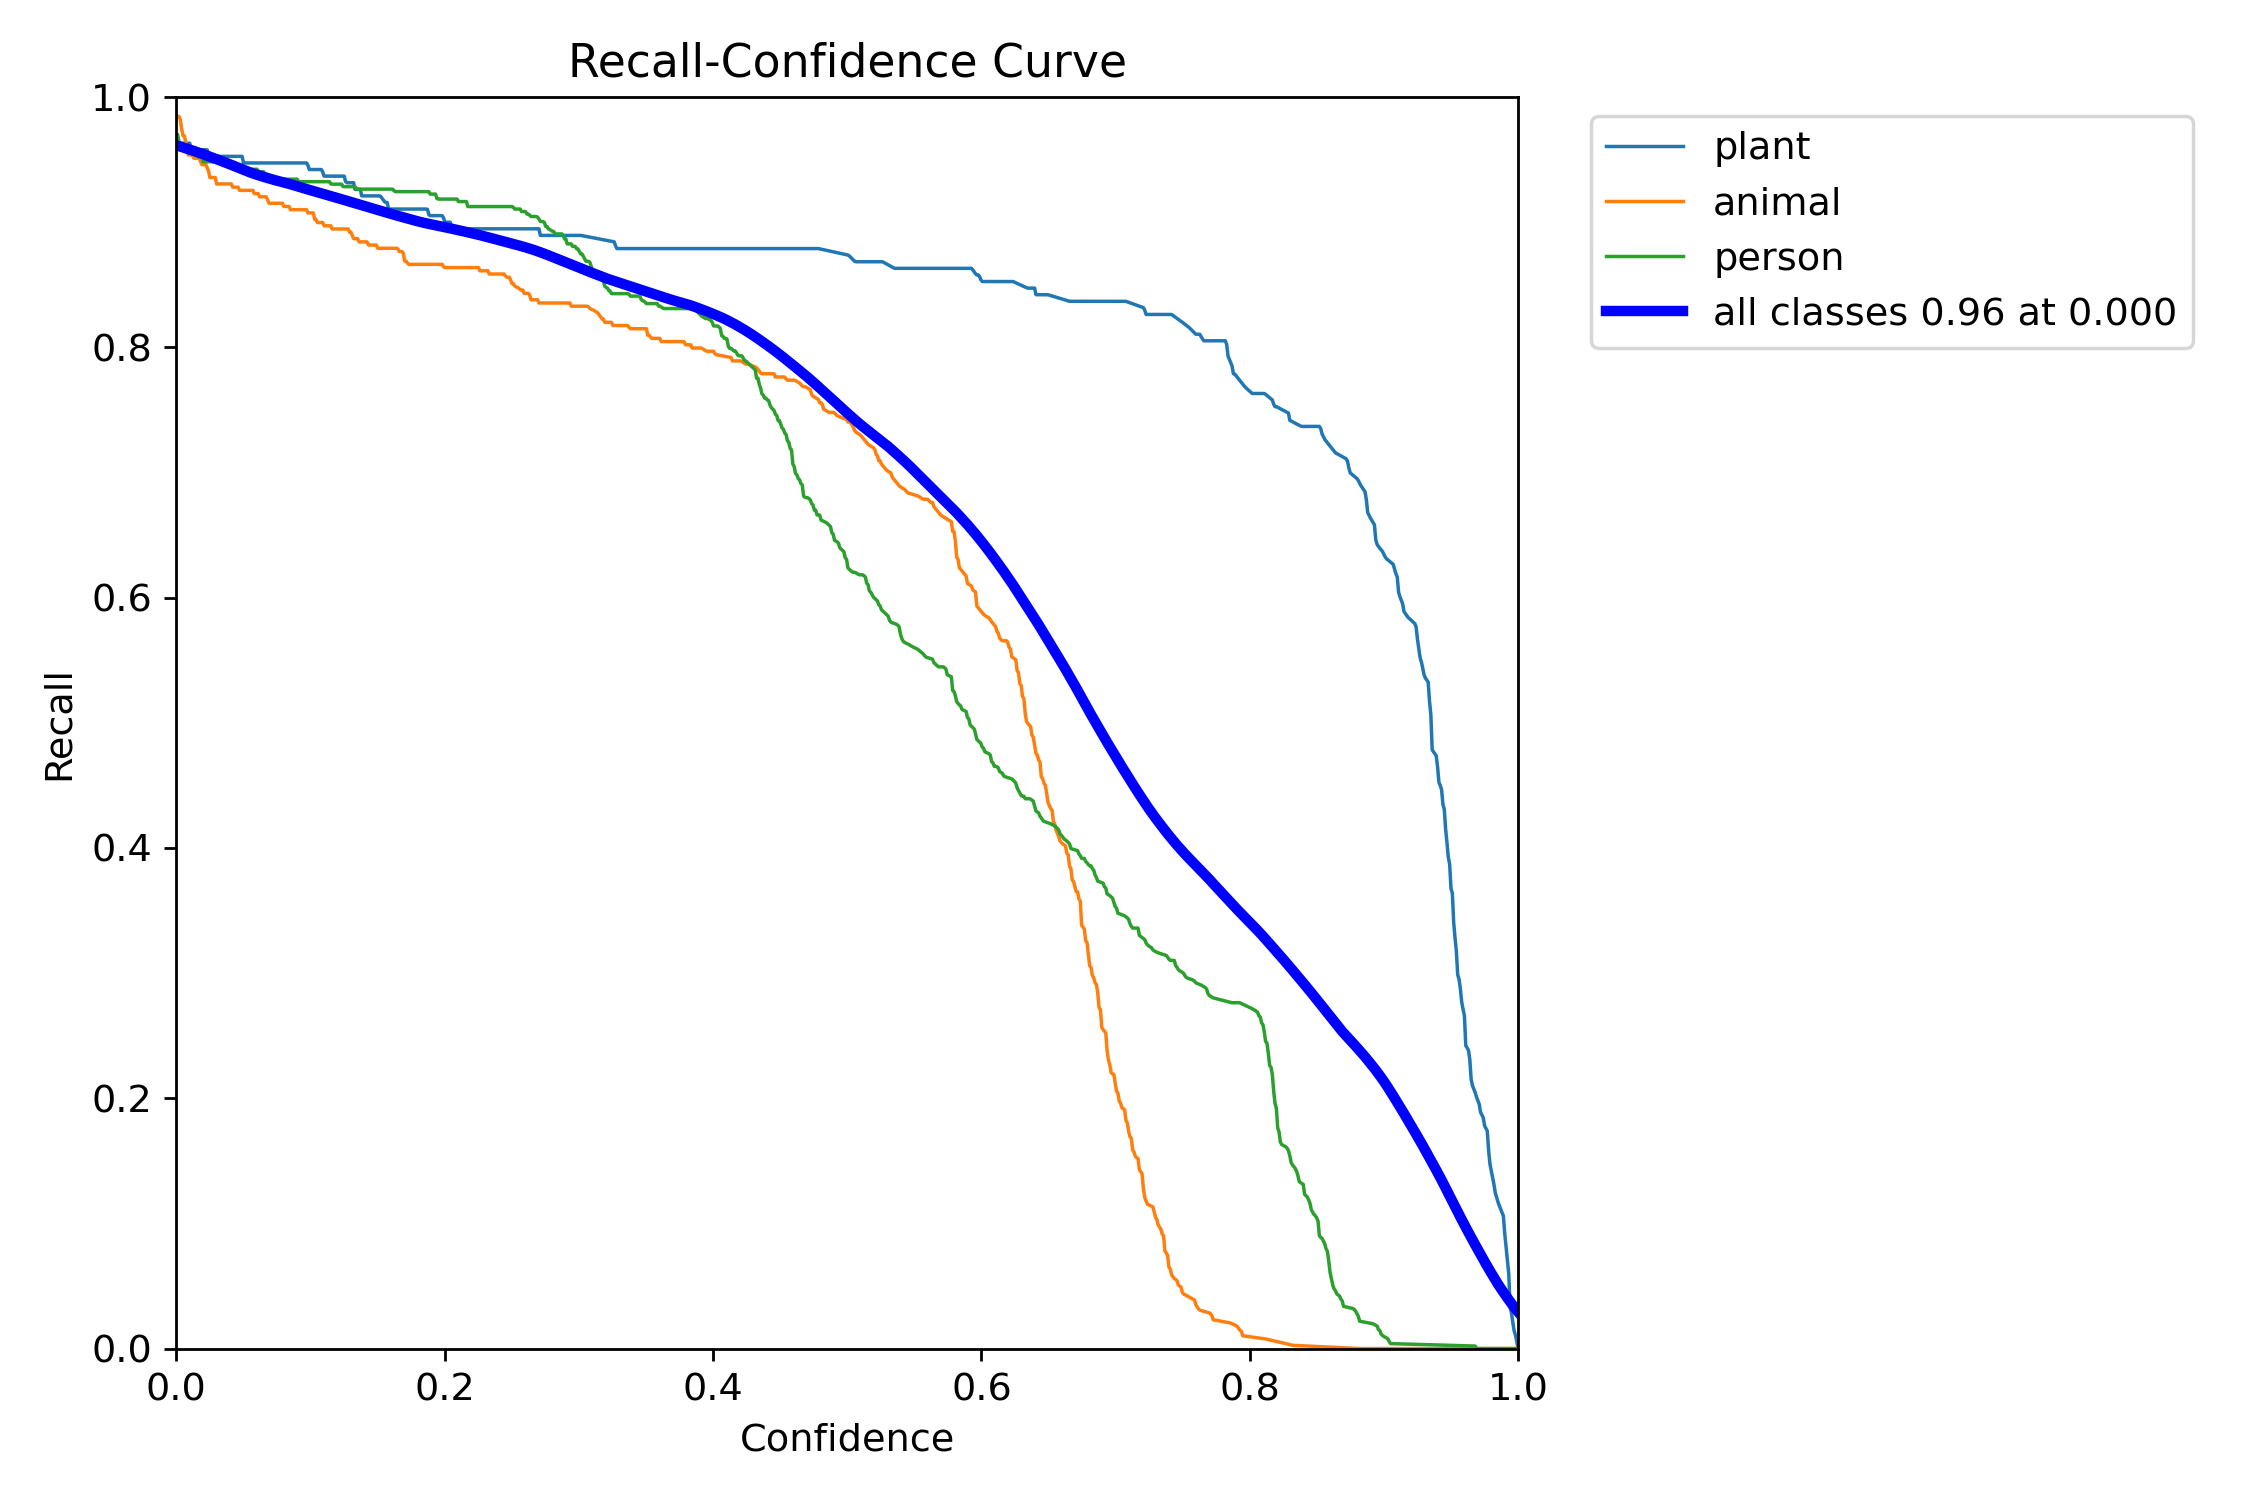 Recall-Confidence Curve
1.0
0.8
0.6
0.4
0.2
0.0
Recall
0.0 0.2 0.4 0.6 0.8 1.0
Confidence
plant
animal
person
all classes 0.96 at 0.000